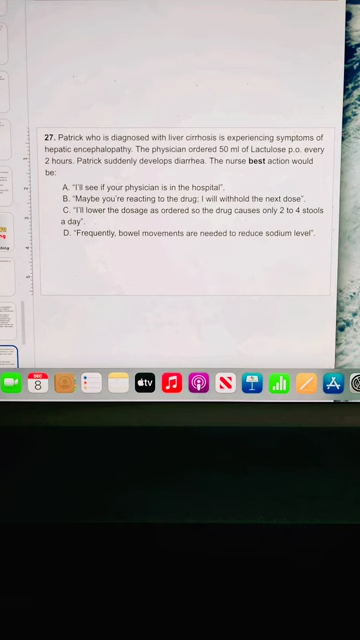 27. Patrick who is diagnosed with liver cirrhosis is experiencing symptoms of
hepatic encephalopathy. The physician ordered 50 ml of Lactulose p.o. every
2 hours. Patrick suddenly develops diarrhea. The nurse best action would
be:
A. "I'll see if your physician is in the hospital".
B. "Maybe you're reacting to the drug; I will withhold the next dose".
C. "I'll lower the dosage as ordered so the drug causes only 2 to 4 stools
a day".
D. "Frequently, bowel movements are needed to reduce sodium level".
DEC
8
tv